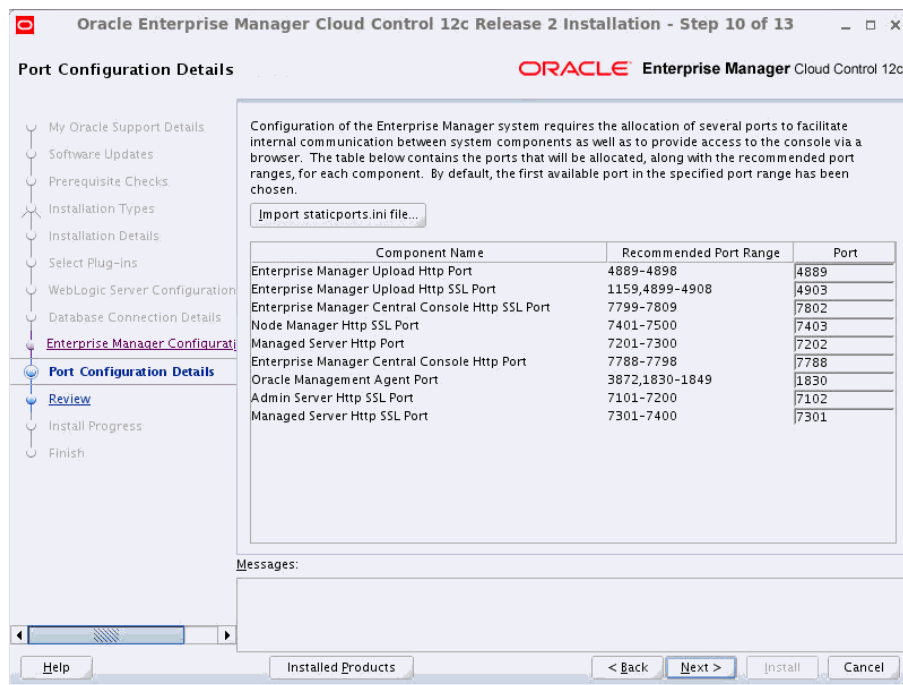 Oracle Enterprise Manager Cloud Control 12c Release 2 Installation - Step 10 of 13
Port Configuration Details
ORACLE Enterprise Manager Cloud Control 12c
My Oracle Support Details
Software Updates
Prerequisite Checks
Installation Types
Installation Details
Select Plug-ins
WebLogic Server Configuration
Database Connection Details
Enterprise Manager Configurati
Port Configuration Details
Review
Install Progress
Finish
Configuration of the Enterprise Manager system requires the allocation of several ports to facilitate
internal communication between system components as well as to provide access to the console via a
browser. The table below contains the ports that will be allocated, along with the recommended port
ranges, for each component. By default, the first available port in the specified port range has been
chosen.
Import staticports.ini file...
Component Name Recommended Port Range Port
Enterprise Manager Upload Http Port 4889-4898 4889
Enterprise Manager Upload Http SSL Port 1159,4899-4908 4903
Enterprise Manager Central Console Http SSL Port 7799-7809 7802
Node Manager Http SSL Port 7401-7500 7403
Managed Server Http Port 7201-7300 7202
Enterprise Manager Central Console Http Port 7788-7798 7788
Oracle Management Agent Port 3872,1830-1849 1830
Admin Server Http SSL Port 7101-7200 7102
Managed Server Http SSL Port 7301-7400 7301
Messages:
Help Installed Products < Back Next > Install Cancel